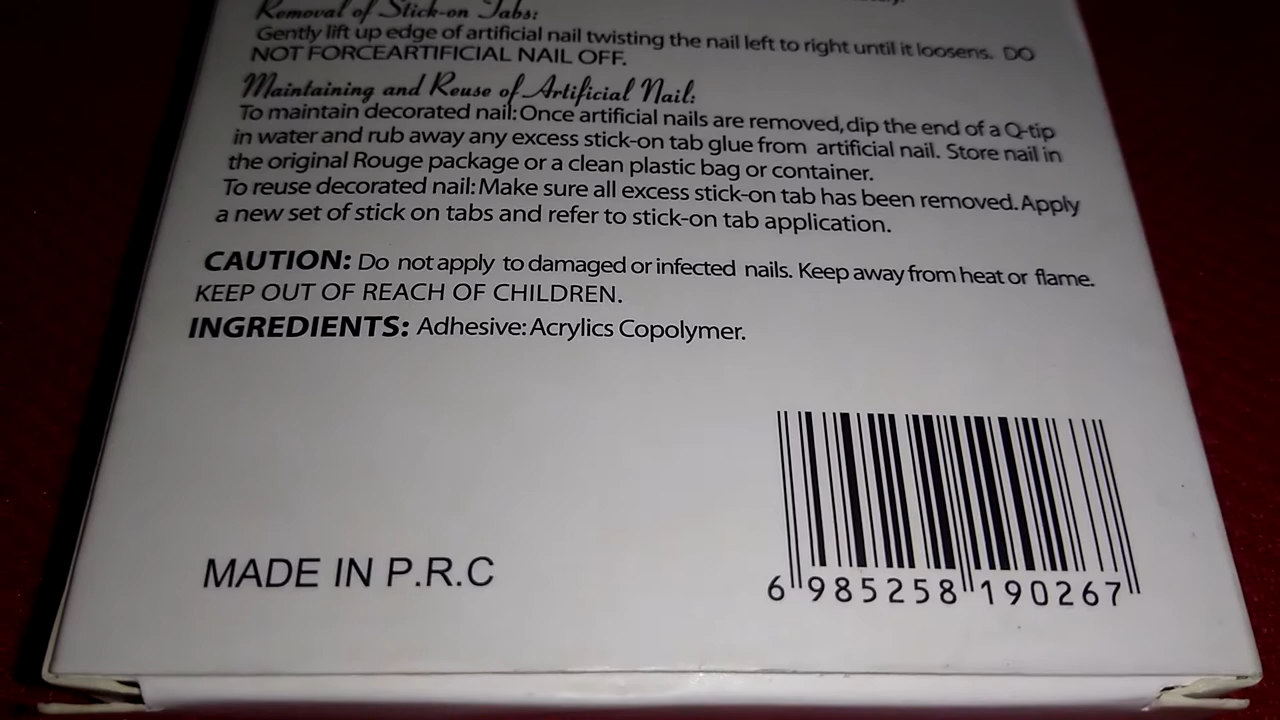 Removal of Stick-on Tabs:
Gently lift up edge of artificial nail twisting the nail left to right until it loosens. DO
NOT FORCEARTIFICIAL NAIL OFF.
Maintaining and Reuse of Artificial Nail:
To maintain decorated nail:Once artificial nails are removed,dip the end of a Q-tip
in water and rub away any excess stick-on tab glue from artificial nail. Store nail in
the original Rouge package or a clean plastic bag or container.
To reuse decorated nail:Make sure all excess stick-on tab has been removed.Apply
a new set of stick on tabs and refer to stick-on tab application.
CAUTION: Do not apply to damaged or infected nails. Keep away from heat or flame.
KEEP OUT OF REACH OF CHILDREN.
INGREDIENTS: Adhesive:Acrylics Copolymer.
MADE IN P.R.C
6 985258 190267